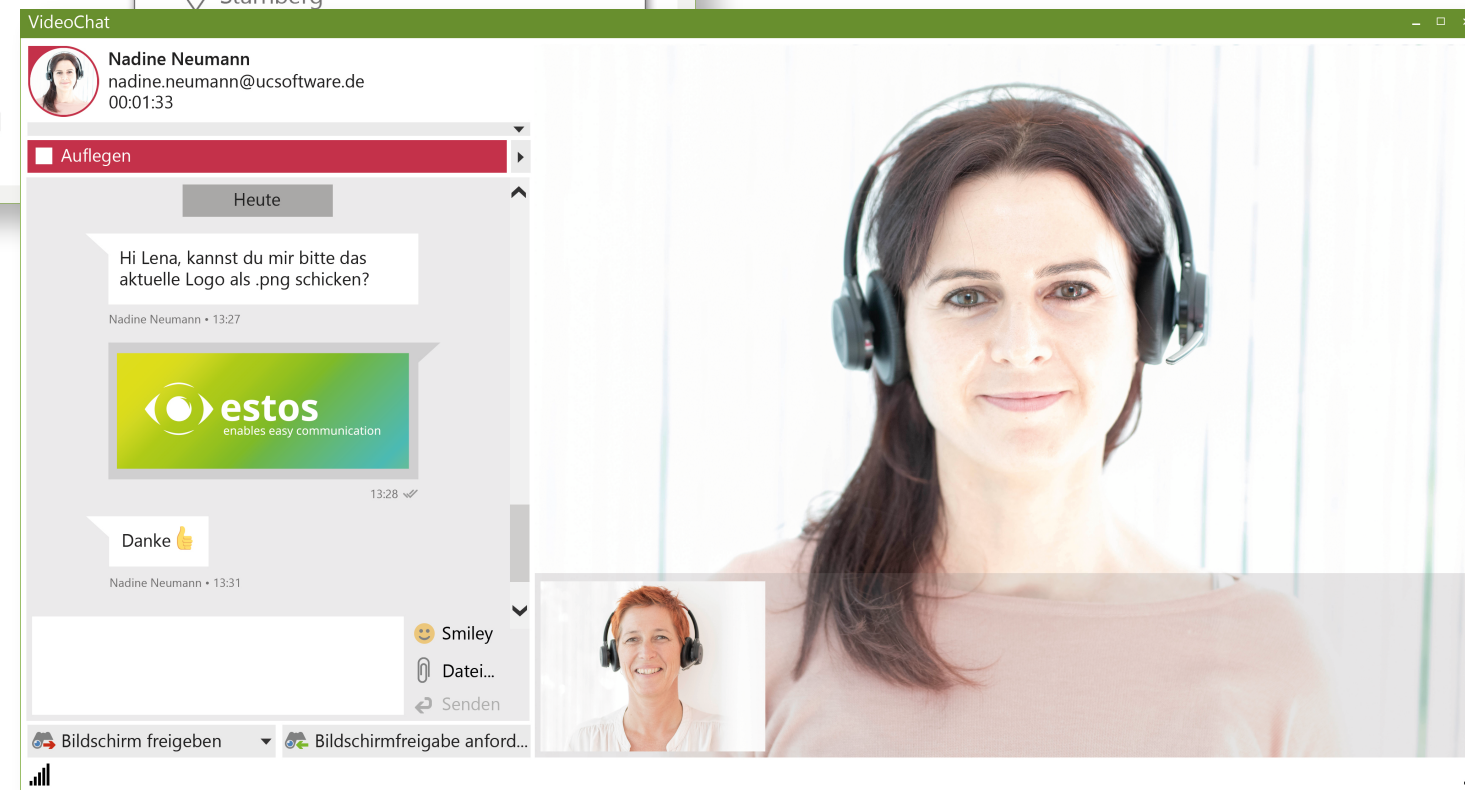 Starnberg
VideoChat
Nadine Neumann
nadine.neumann@ucsoftware.de
00:01:33
Auflegen
Heute
Hi Lena, kannst du mir bitte das
aktuelle Logo als .png schicken?
Nadine Neumann • 13:27
estos
enables easy communication
13:28
Danke
Nadine Neumann • 13:31
Smiley
Datei...
Senden
Bildschirm freigeben
Bildschirmfreigabe anford...